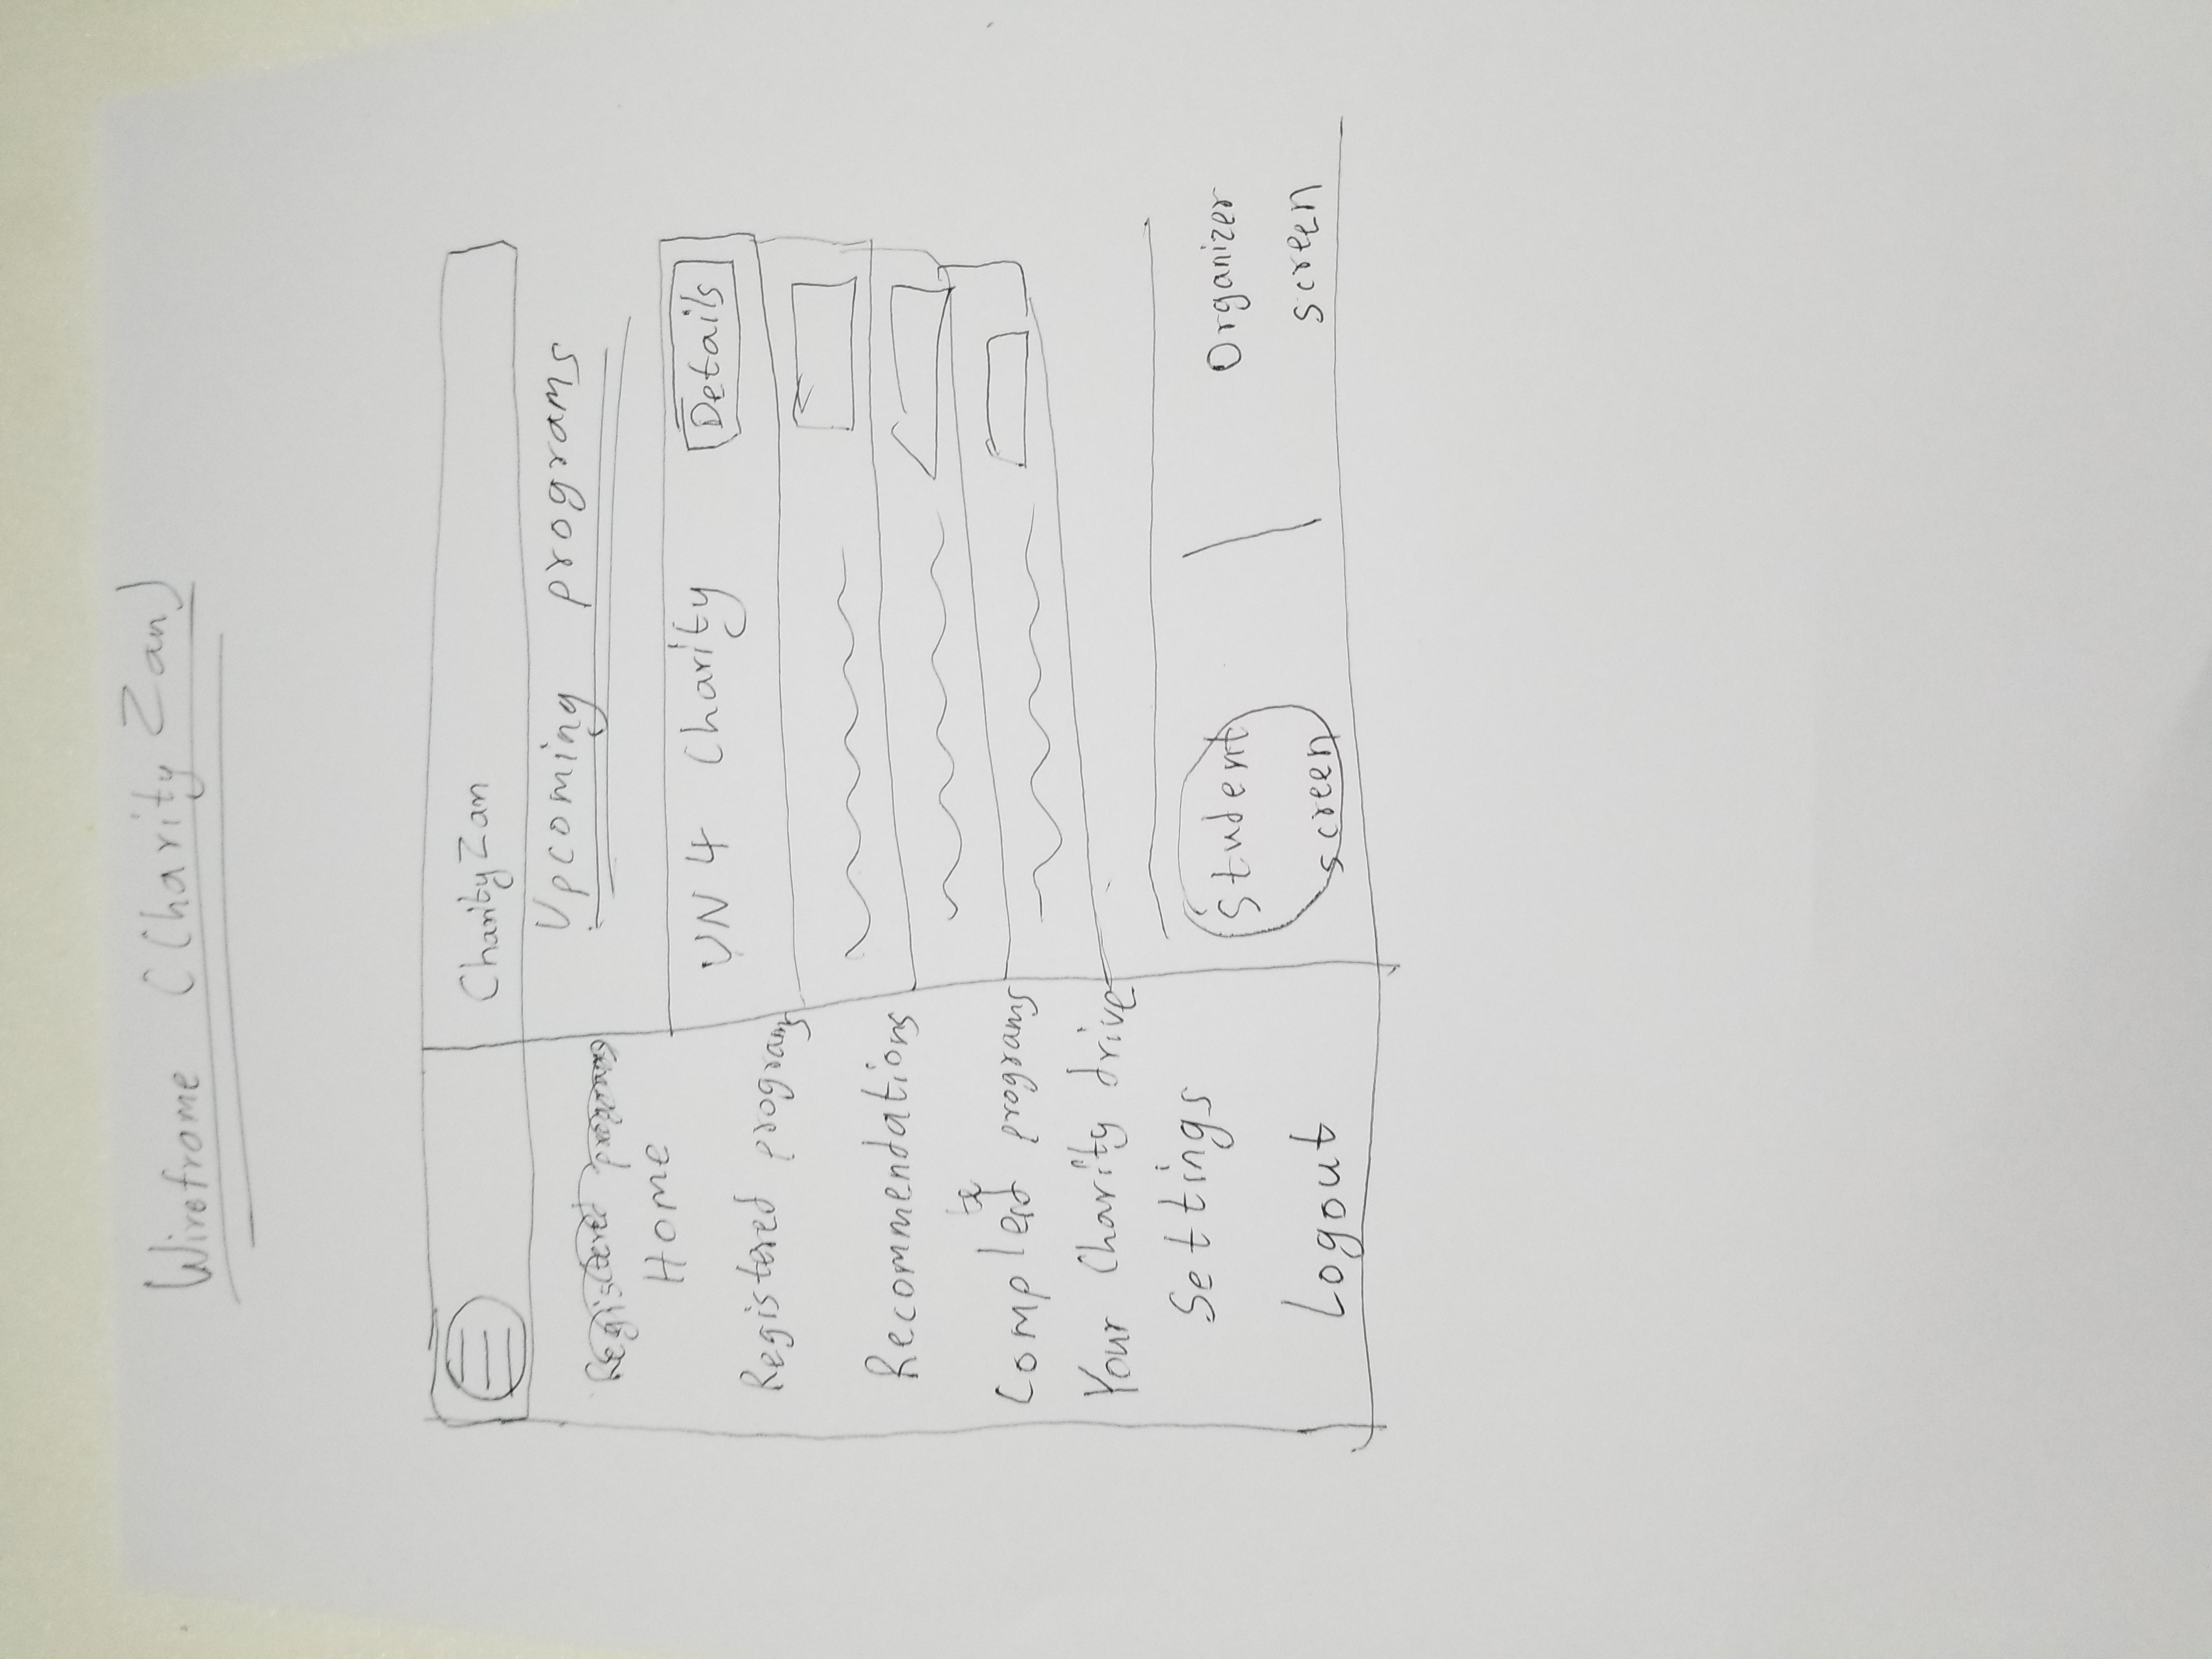 Wireframe (Charity Zan)
Charity Zan
Upcoming programs
Registered programs
Home
Registered programs
Recommendations
te
Completed programs
Your Charity drive
Settings
Logout
UN 4 Charity
Details
Student
screen
Organizer
screen